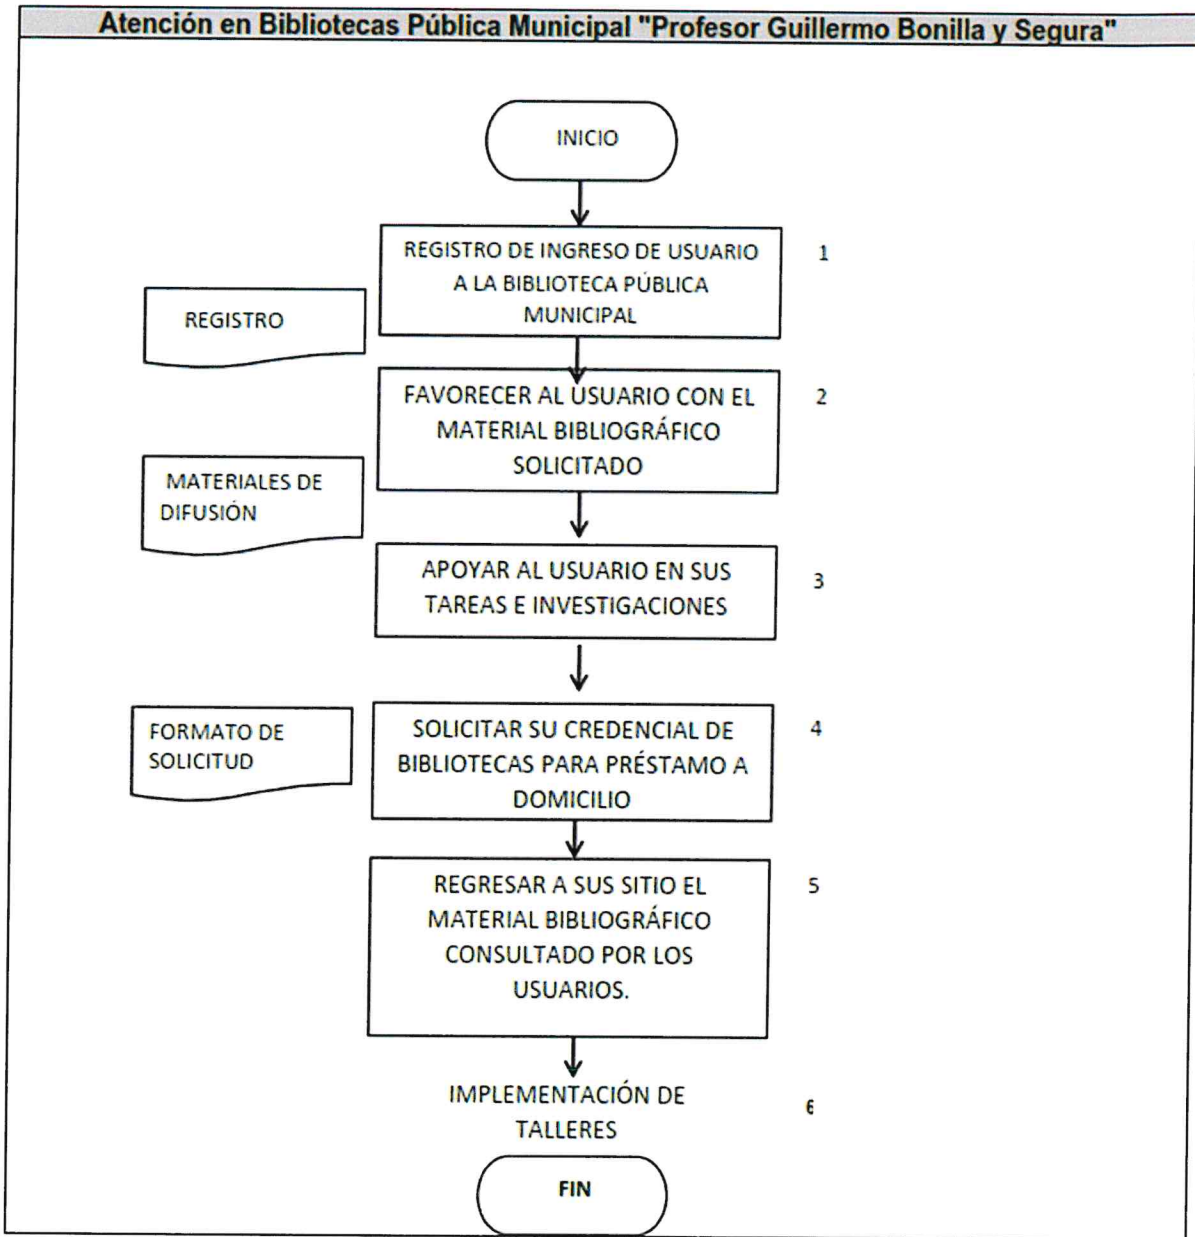 Atención en Bibliotecas Pública Municipal "Profesor Guillermo Bonilla y Segura"
INICIO
REGISTRO DE INGRESO DE USUARIO
A LA BIBLIOTECA PÚBLICA
MUNICIPAL
1
REGISTRO
FAVORECER AL USUARIO CON EL
MATERIAL BIBLIOGRÁFICO
SOLICITADO
2
MATERIALES DE
DIFUSIÓN
APOYAR AL USUARIO EN SUS
TAREAS E INVESTIGACIONES
3
FORMATO DE
SOLICITUD
SOLICITAR SU CREDENCIAL DE
BIBLIOTECAS PARA PRÉSTAMO A
DOMICILIO
4
REGRESAR A SUS SITIO EL
MATERIAL BIBLIOGRÁFICO
CONSULTADO POR LOS
USUARIOS.
5
IMPLEMENTACIÓN DE
TALLERES
6
FIN